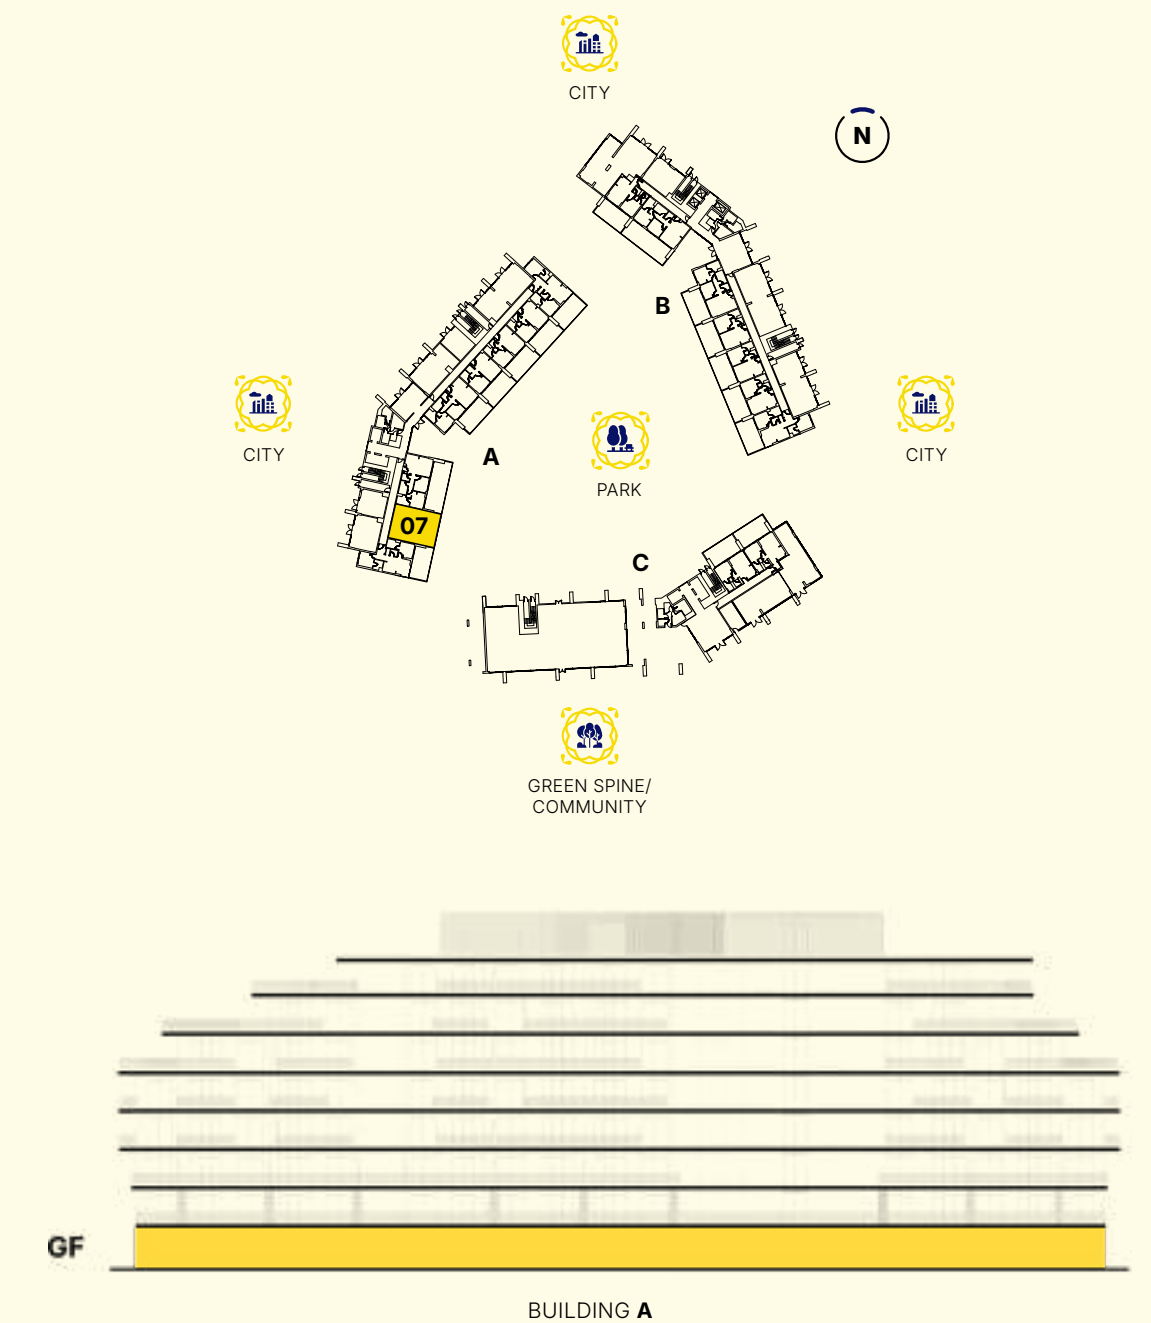 CITY
N
B
CITY
CITY
A
PARK
07
C
GREEN SPINE/
COMMUNITY
GF
BUILDING A